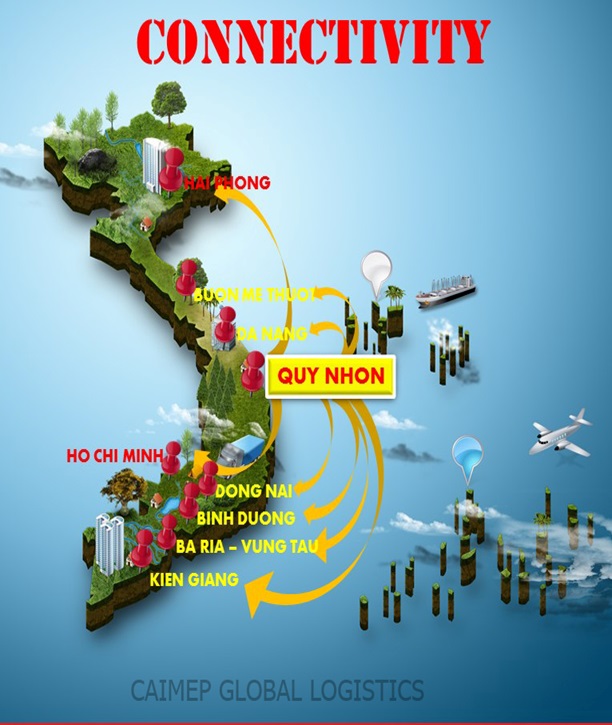 CONNECTIVITY
HAI PHONG
BUON ME THUOT
DA NANG
QUY NHON
HO CHI MINH
DONG NAI
BINH DUONG
BA RIA – VUNG TAU
KIEN GIANG
CAIMEP GLOBAL LOGISTICS